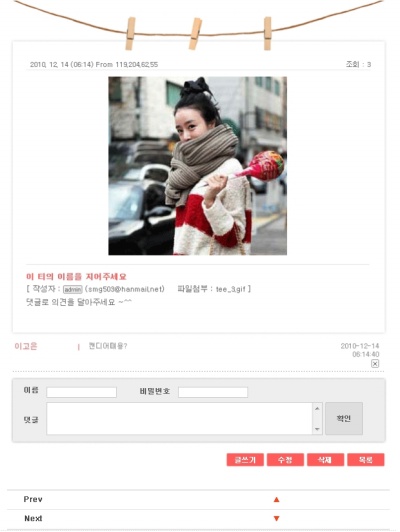 2010, 12, 14 (06:14) From 119,204,62,55 조회 : 3
이 티의 이름을 지어주세요
[ 작성자 : admin (smg503@hanmail.net) 파일첨부 : tee_3.gif ]
댓글로 의견을 달아주세요 ~^^
이고은 | 캔디야때용? 2010-12-14
06:14:40
이름 비밀번호
댓글 확인
글쓰기 수정 삭제 목록
Prev ▲
Next ▼